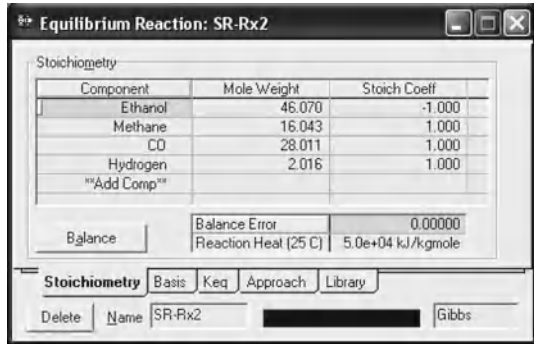 Equilibrium Reaction: SR-Rx2
Stoichiometry
Component Mole Weight Stoich Coeff
Ethanol 46.070 -1.000
Methane 16.043 1.000
CO 28.011 1.000
Hydrogen 2.016 1.000
**Add Comp**
Balance
Balance Error 0.00000
Reaction Heat (25 C) 5.0e+04 kJ/kgmole
Stoichiometry Basis Keq Approach Library
Delete Name SR-Rx2 Gibbs